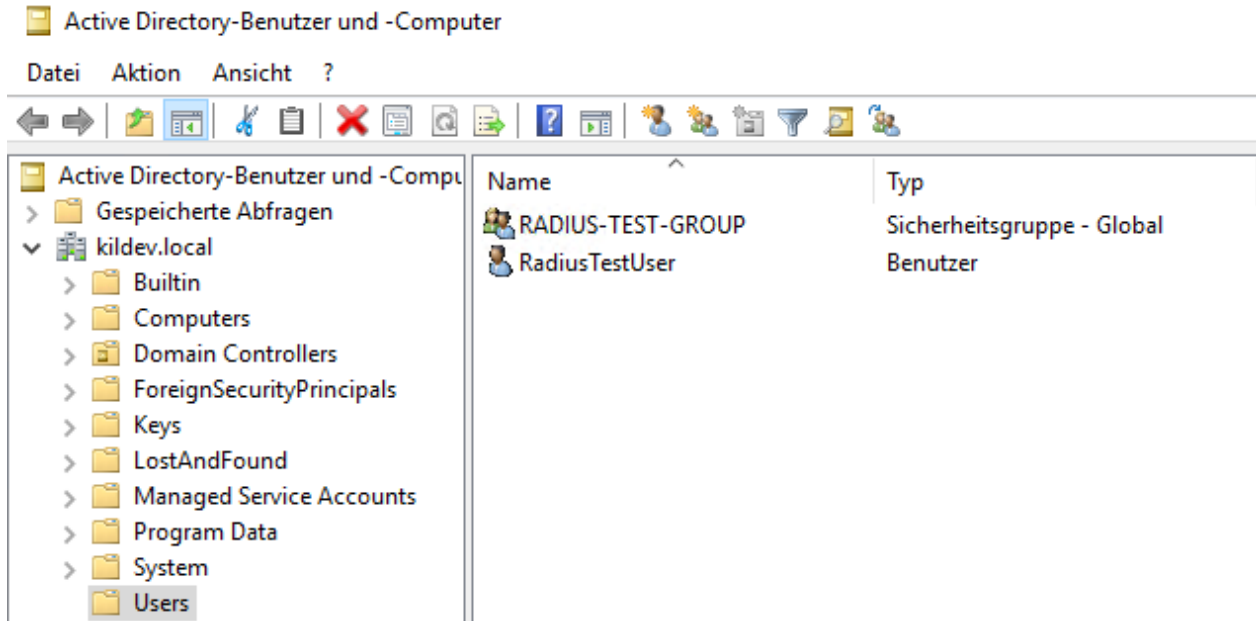 Active Directory-Benutzer und -Computer
Datei Aktion Ansicht ?
Active Directory-Benutzer und -Compu
Gespeicherte Abfragen
kildev.local
Builtin
Computers
Domain Controllers
ForeignSecurityPrincipals
Keys
LostAndFound
Managed Service Accounts
Program Data
System
Users
Name Typ
RADIUS-TEST-GROUP Sicherheitsgruppe - Global
RadiusTestUser Benutzer